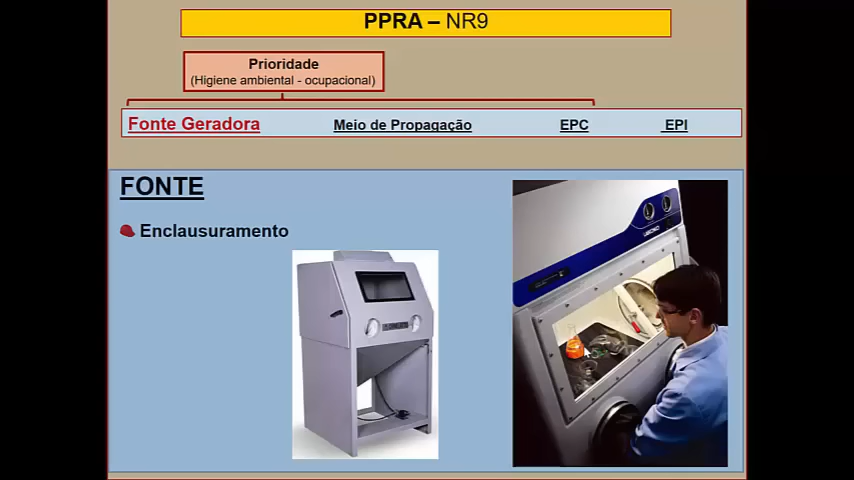 PPRA – NR9
Prioridade
(Higiene ambiental - ocupacional)
Fonte Geradora Meio de Propagação EPC EPI
FONTE
Enclausuramento